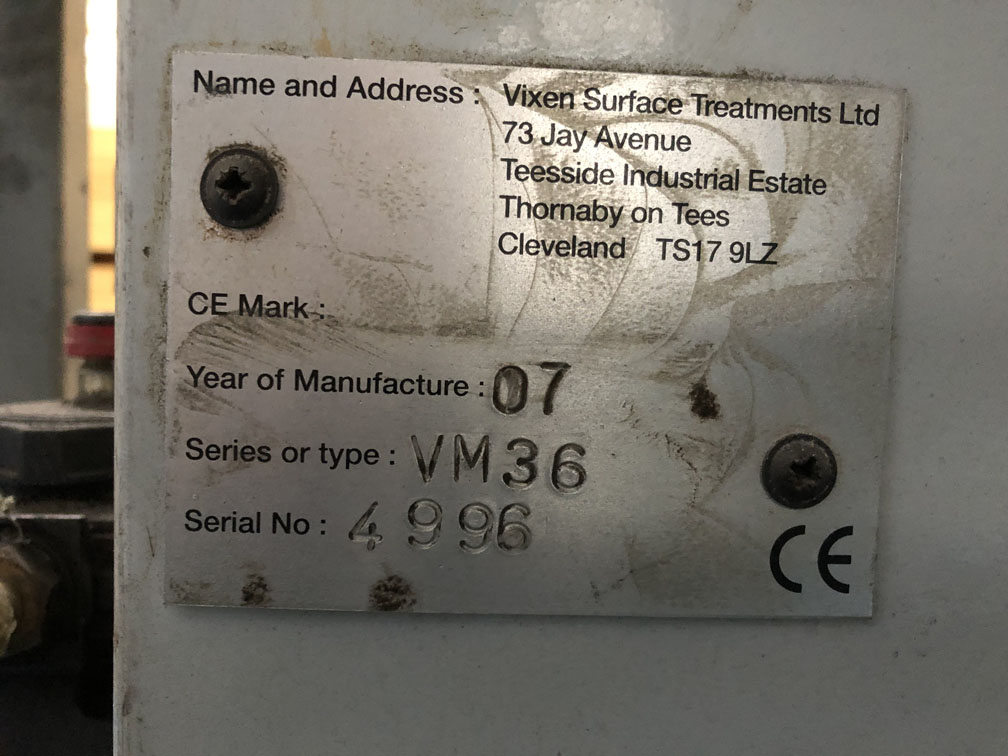 Name and Address : Vixen Surface Treatments Ltd
73 Jay Avenue
Teesside Industrial Estate
Thornaby on Tees
Cleveland TS17 9LZ
CE Mark :
Year of Manufacture : 07
Series or type : VM36
Serial No : 4996
CE